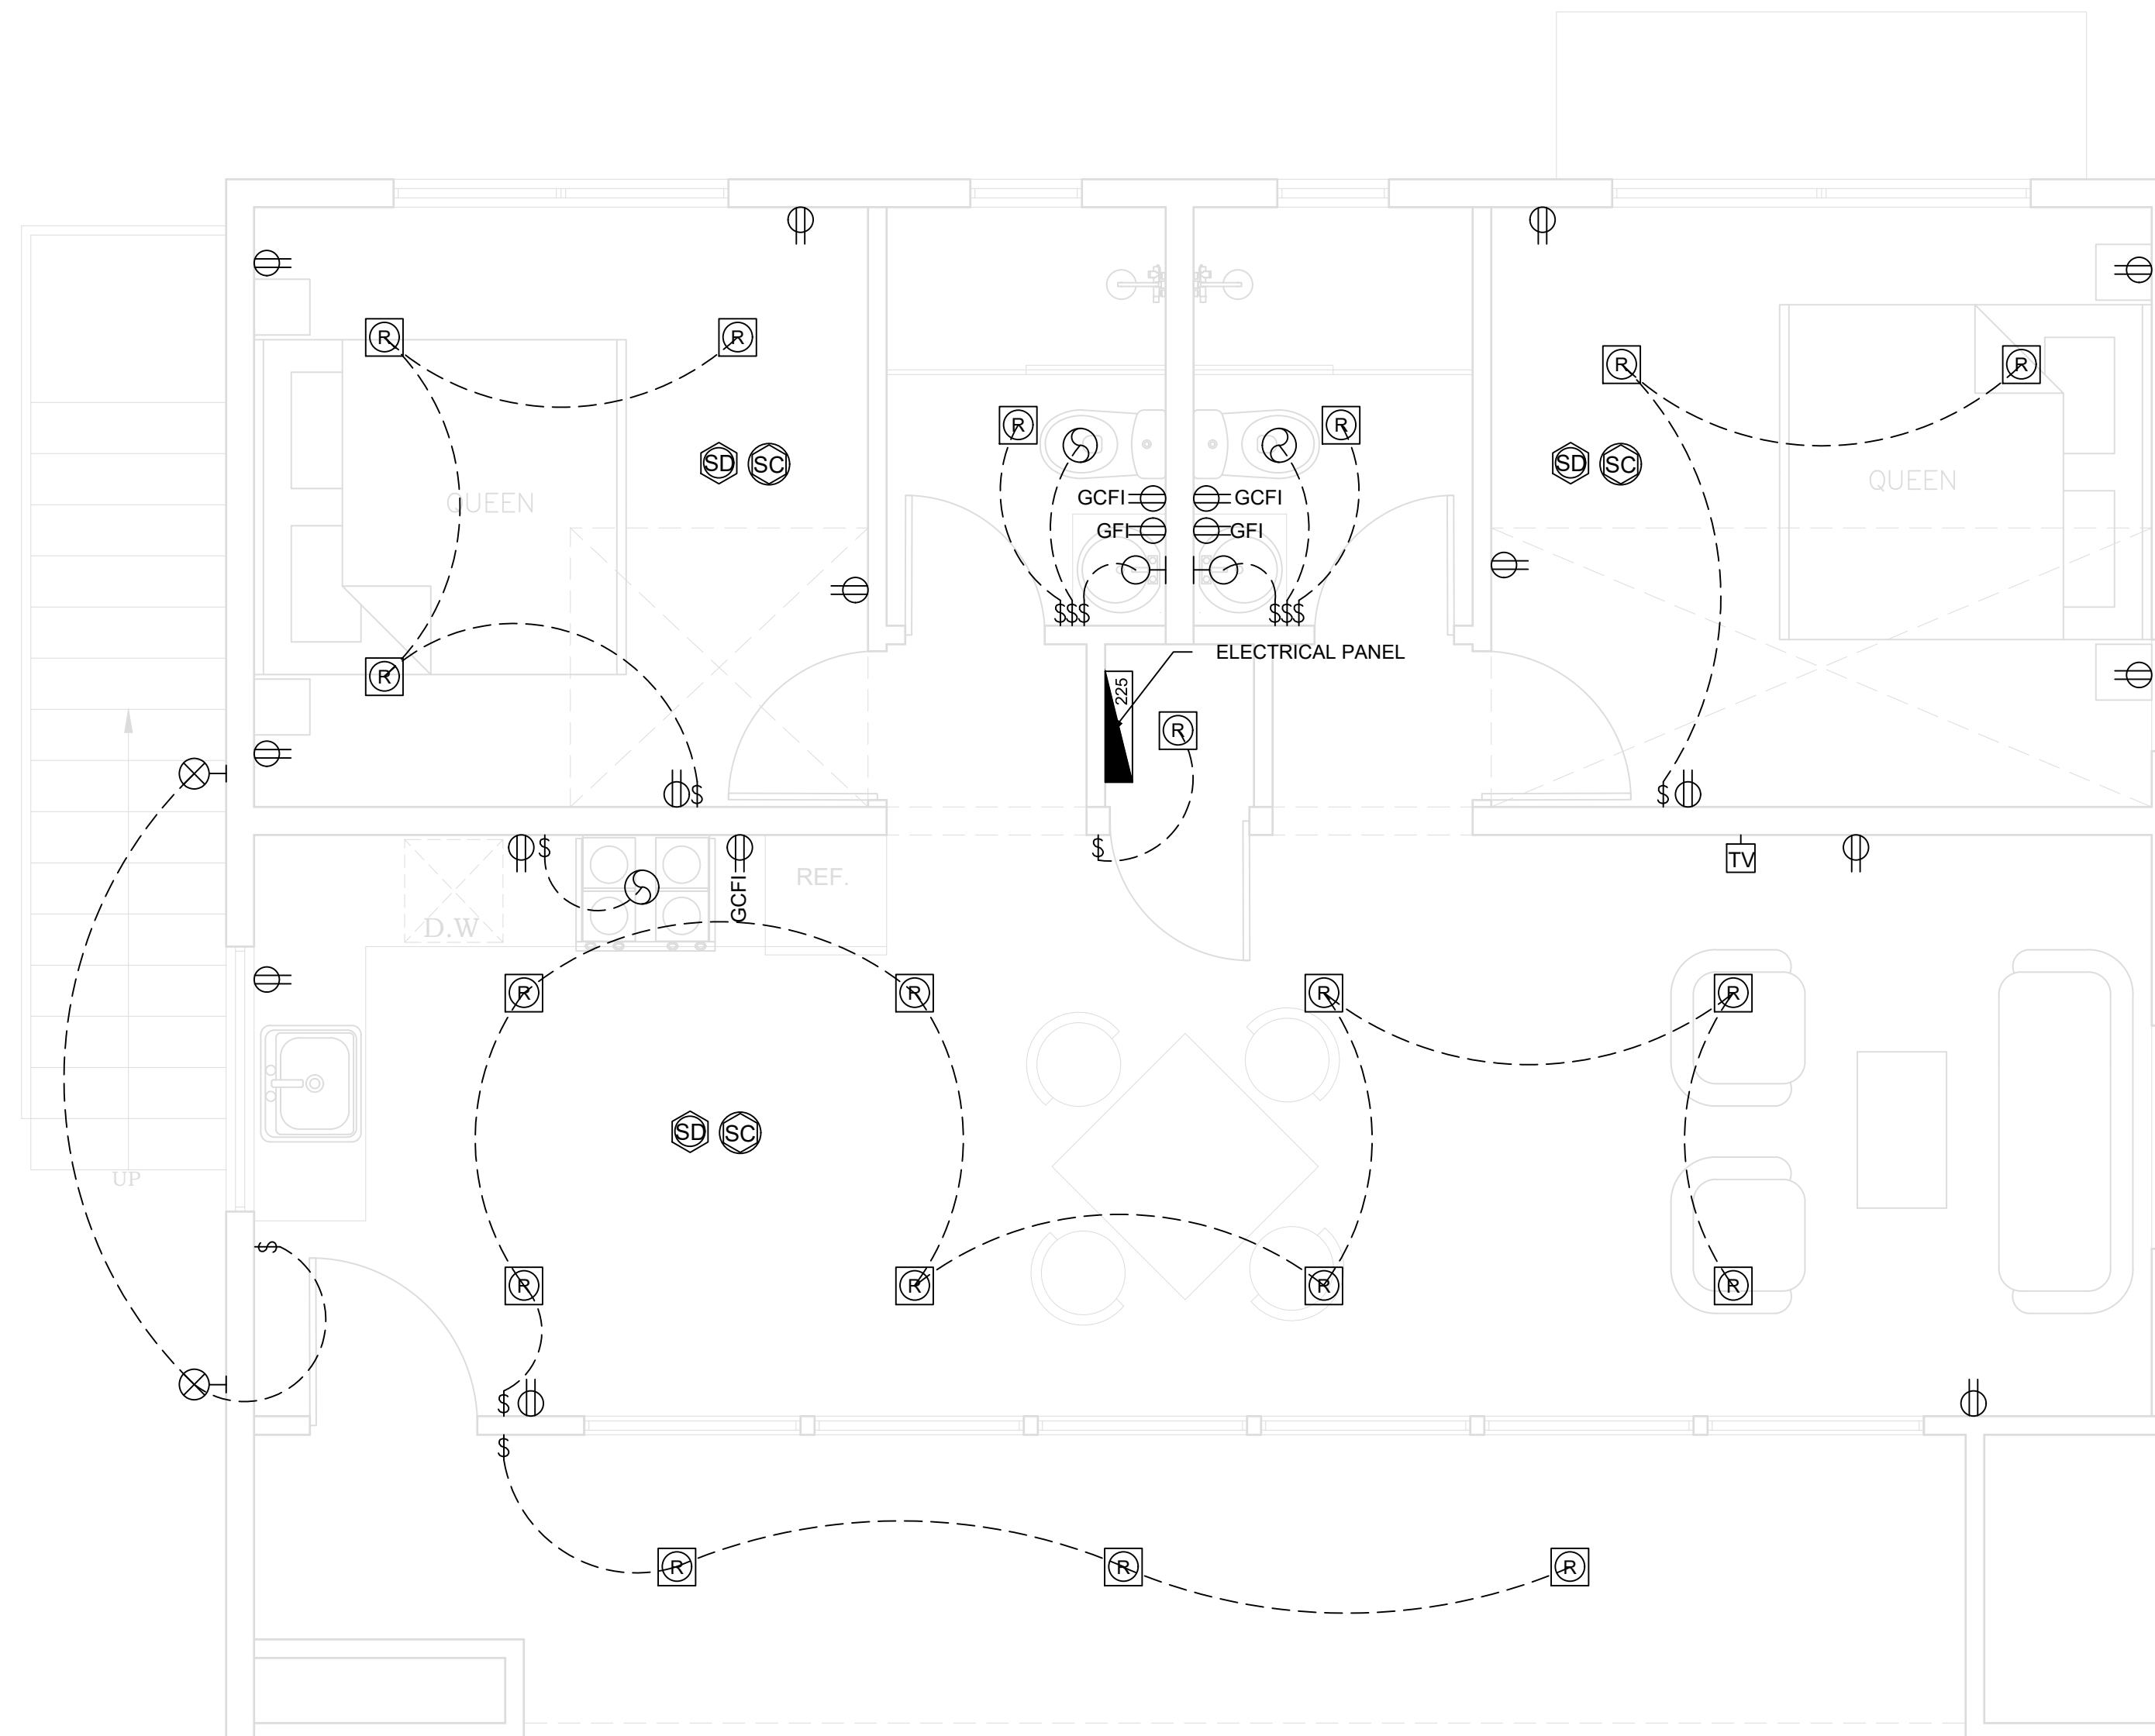 R R
R R
R R
SD SC
SD SC
QUEEN
QUEEN
GCFI GCFI
GFI GFI
$$$ $$$
ELECTRICAL PANEL
R
225
R
$
$
$
$
TV
REF.
GCFI
D.W
R R R R
SD SC
UP
$
R R R R
$
$
R R R